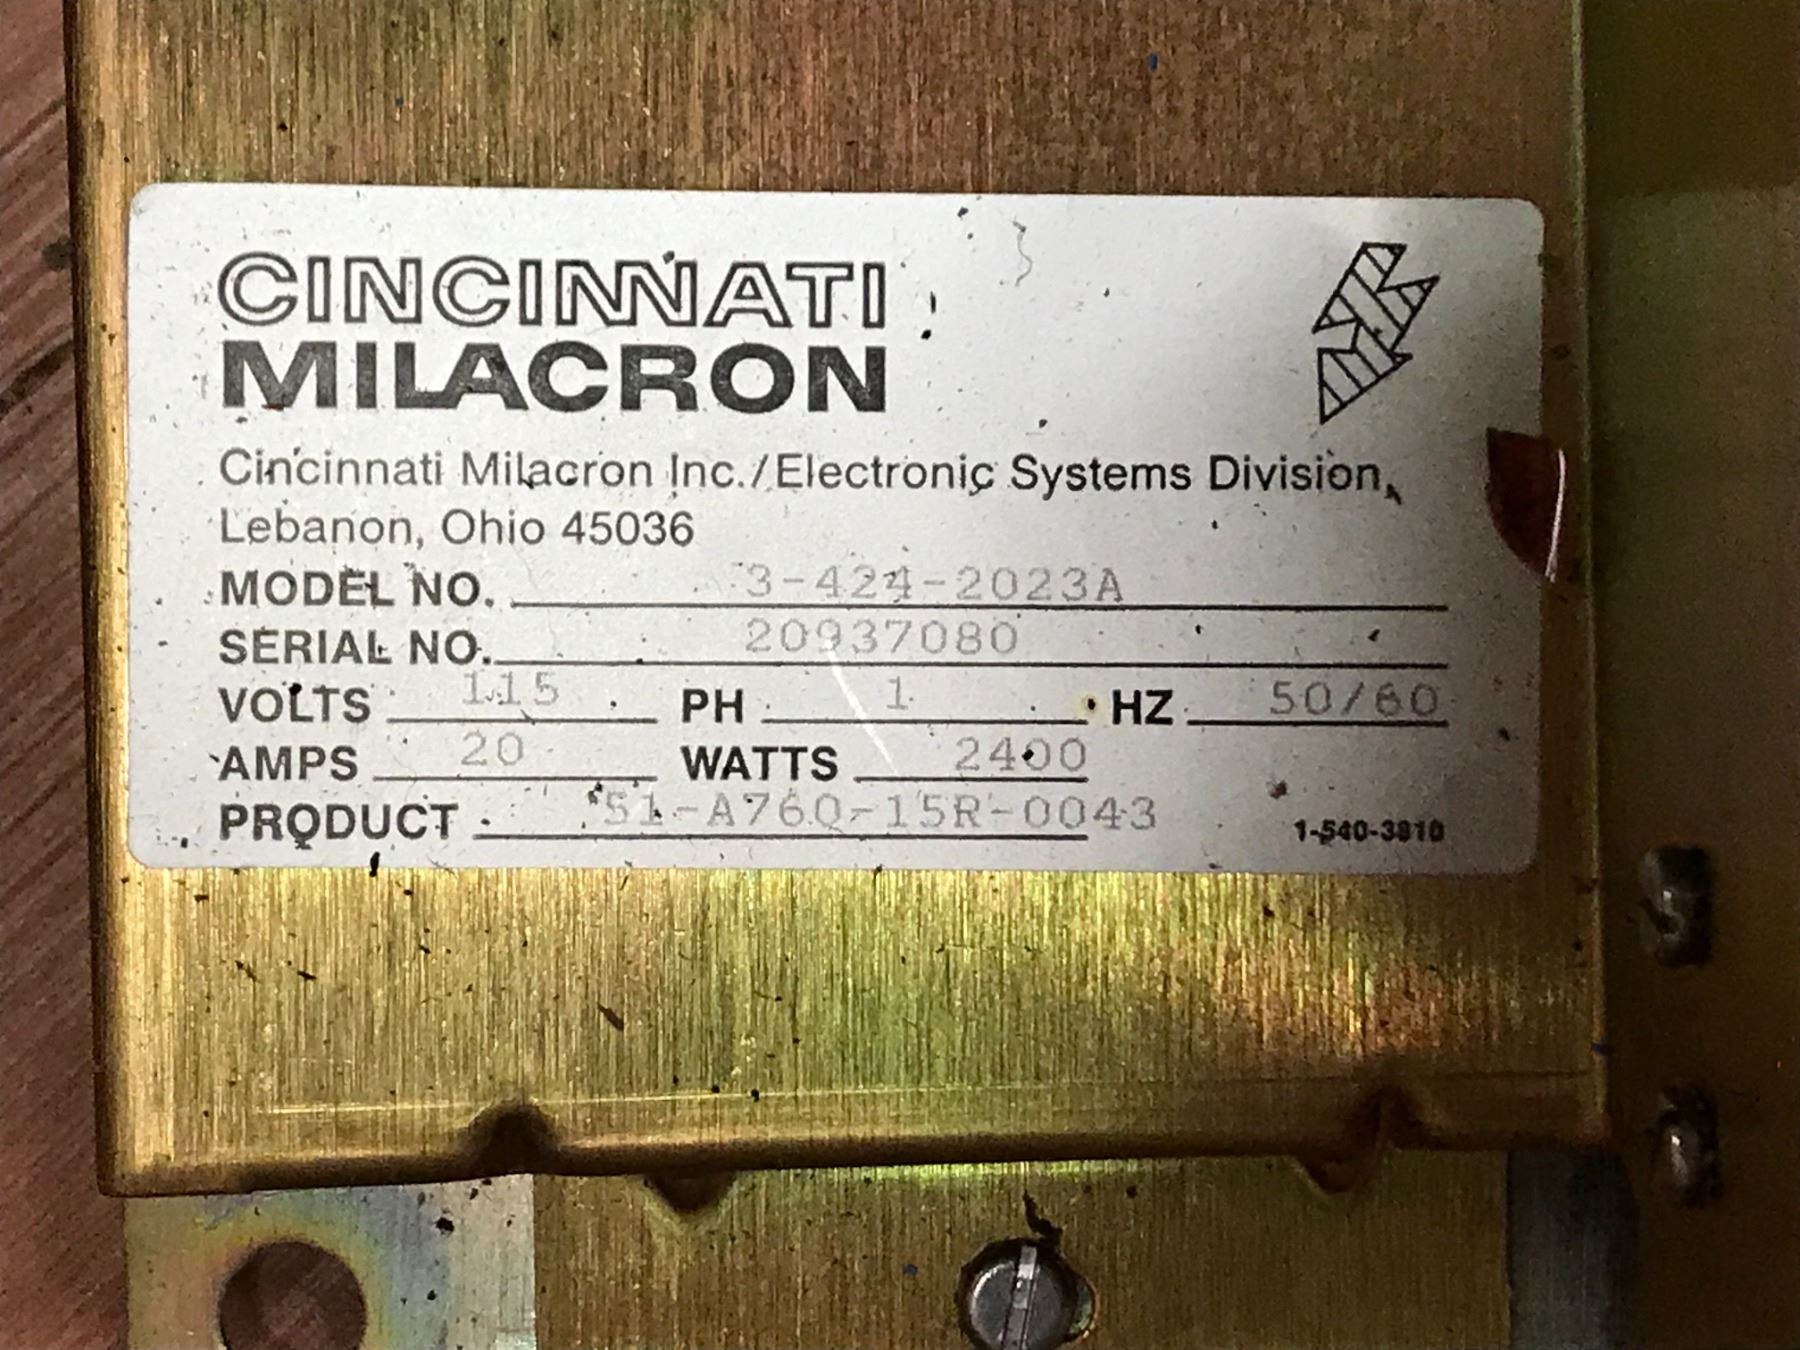 CINCINNATI
MILACRON
Cincinnati Milacron Inc./Electronic Systems Division,
Lebanon, Ohio 45036
MODEL NO. 3-424-2023A
SERIAL NO. 20937080
VOLTS 115 PH 1 HZ 50/60
AMPS 20 WATTS 2400
PRODUCT 51-A760-15R-0043 1-540-3810